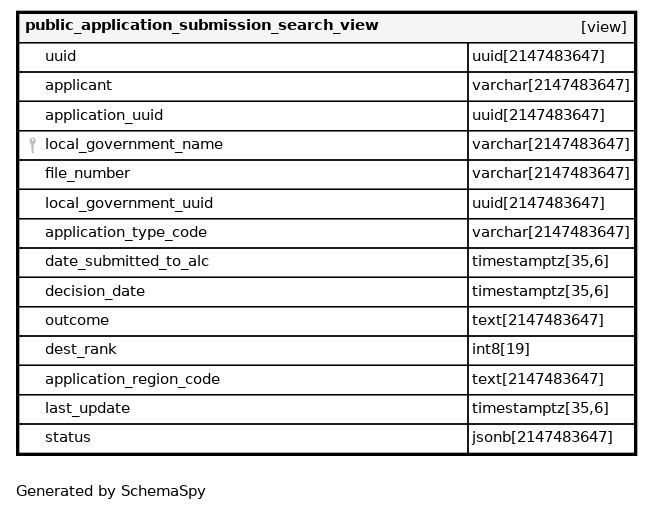 public_application_submission_search_view [view]
uuid uuid[2147483647]
applicant varchar[2147483647]
application_uuid uuid[2147483647]
local_government_name varchar[2147483647]
file_number varchar[2147483647]
local_government_uuid uuid[2147483647]
application_type_code varchar[2147483647]
date_submitted_to_alc timestamptz[35,6]
decision_date timestamptz[35,6]
outcome text[2147483647]
dest_rank int8[19]
application_region_code text[2147483647]
last_update timestamptz[35,6]
status jsonb[2147483647]
Generated by SchemaSpy